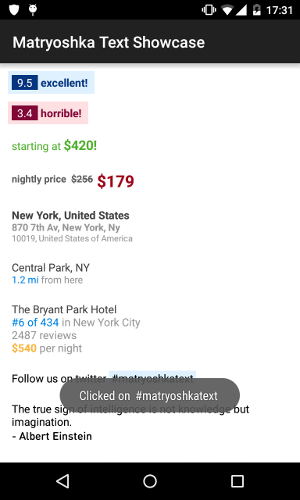 17:31
Matryoshka Text Showcase
9.5 excellent!
3.4 horrible!
starting at $420!
nightly price $256 $179
New York, United States
870 7th Av, New York, Ny
10019, United States of America
Central Park, NY
1.2 mi from here
The Bryant Park Hotel
#6 of 434 in New York City
2487 reviews
$540 per night
Follow us on twitter #matryoshkatext
Clicked on #matryoshkatext
The true sign of intelligence is not knowledge but
imagination.
- Albert Einstein